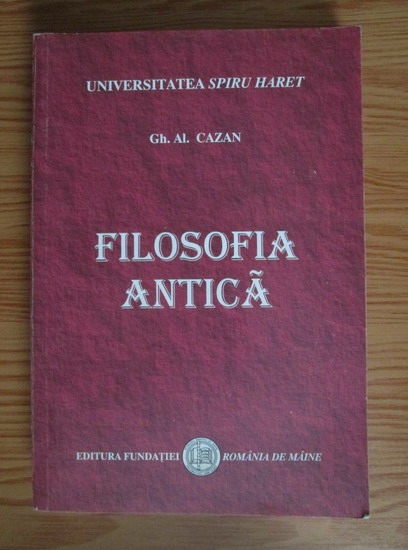 UNIVERSITATEA SPIRU HARET
Gh. Al. CAZAN
FILOSOFIA
ANTICĂ
EDITURA FUNDAȚIEI ROMÂNIA DE MÂINE